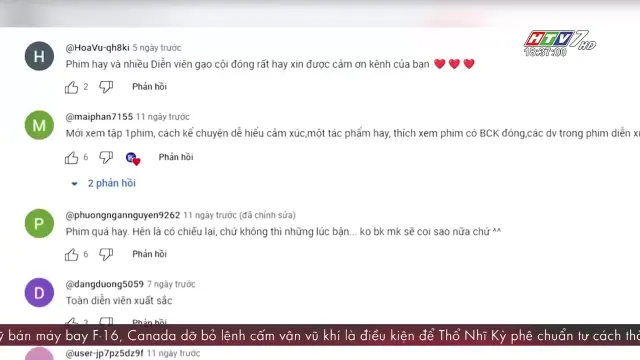 HTV7 HD
18:37:00
H
@HoaVu-qh8ki 5 ngày trước
Phim hay và nhiều Diễn viên gạo cội đóng rất hay xin được cảm ơn kênh của bạn ❤️ ❤️ ❤️
2 Phản hồi
M
@maiphan7155 11 ngày trước
Mới xem tập 1phim, cách kể chuyện dễ hiểu cảm xúc,một tác phẩm hay, thích xem phim có BCK đóng,các dv trong phim diễn
6 Phản hồi
2 phản hồi
P
@phuongngannguyen9262 11 ngày trước (đã chỉnh sửa)
Phim quá hay. Hên là có chiếu lại, chứ không thì những lúc bận... ko bk mk sẽ coi sao nữa chứ ^^
6 Phản hồi
D
@dangduong5059 7 ngày trước
Toàn diễn viên xuất sắc
3 Phản hồi
bán máy bay F-16, Canada dỡ bỏ lệnh cấm vận vũ khí là điều kiện để Thổ Nhĩ Kỳ phê chuẩn tư cách
@user-jp7pz5dz9f 11 ngày trước